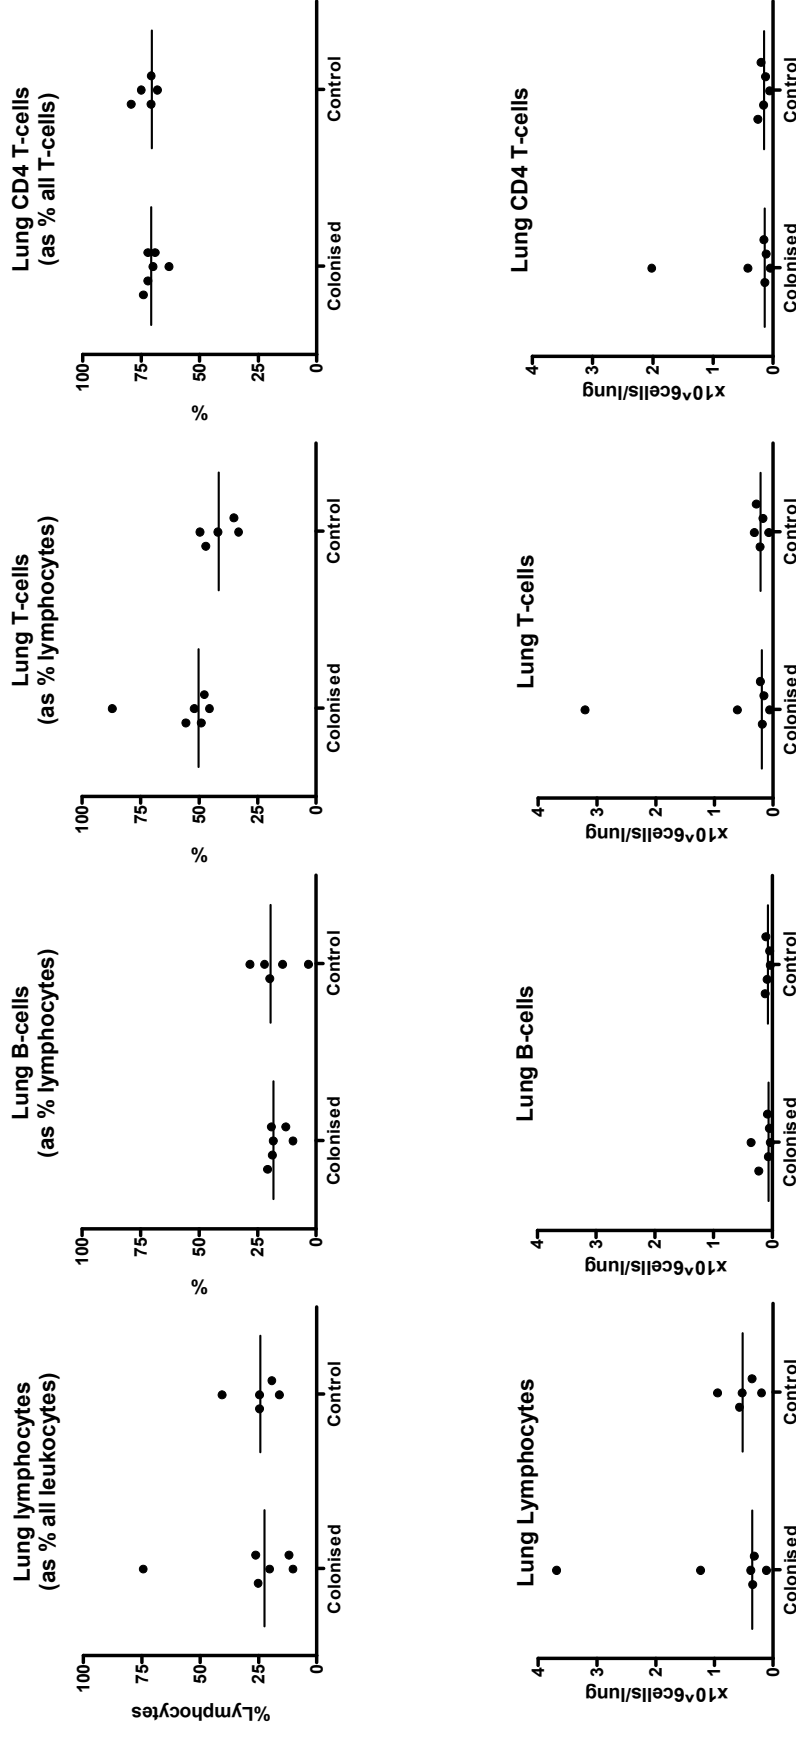 Lung lymphocytes
(as % all leukocytes)
%Lymphocytes
100
75
50
25
0
Colonised
Control
Lung B-cells
(as % lymphocytes)
%
100
75
50
25
0
Colonised
Control
Lung T-cells
(as % lymphocytes)
%
100
75
50
25
0
Colonised
Control
Lung CD4 T-cells
(as % all T-cells)
%
100
75
50
25
0
Colonised
Control
Lung Lymphocytes
x10^6cells/lung
4
3
2
1
0
Colonised
Control
Lung B-cells
x10^6cells/lung
4
3
2
1
0
Colonised
Control
Lung T-cells
x10^6cells/lung
4
3
2
1
0
Colonised
Control
Lung CD4 T-cells
x10^6cells/lung
4
3
2
1
0
Colonised
Control